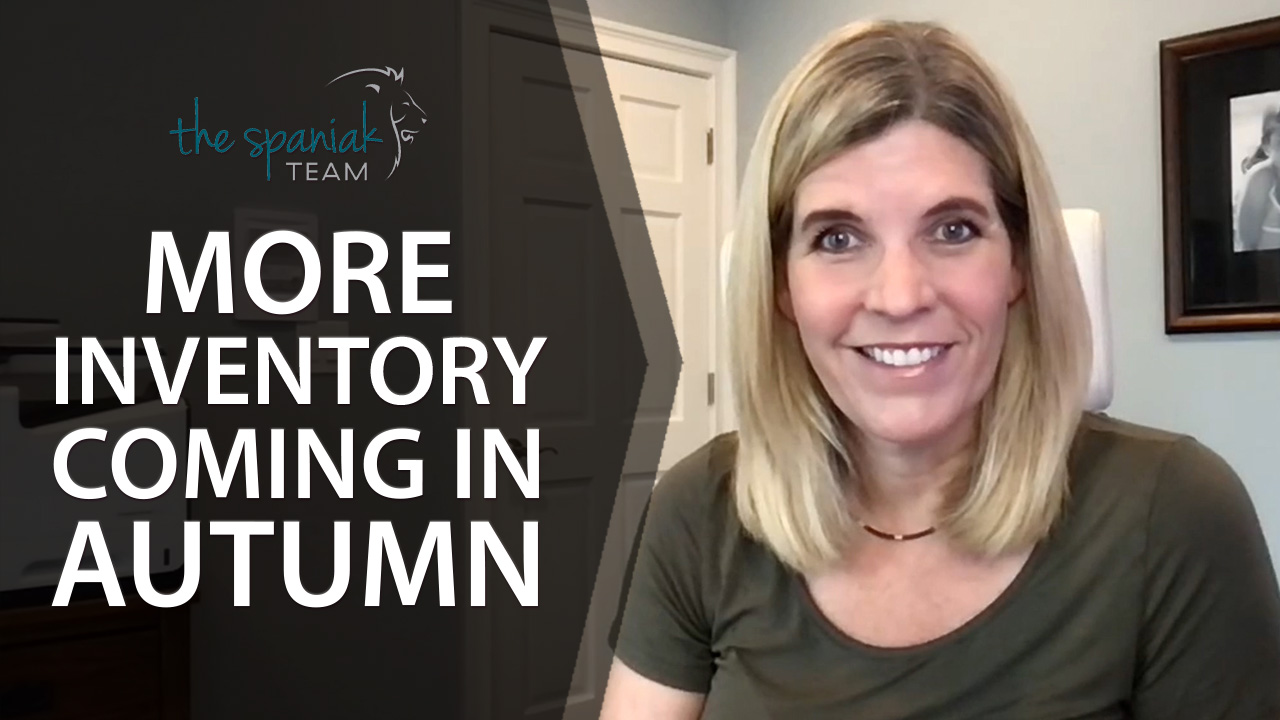 the spaniak
TEAM
MORE
INVENTORY
COMING IN
AUTUMN